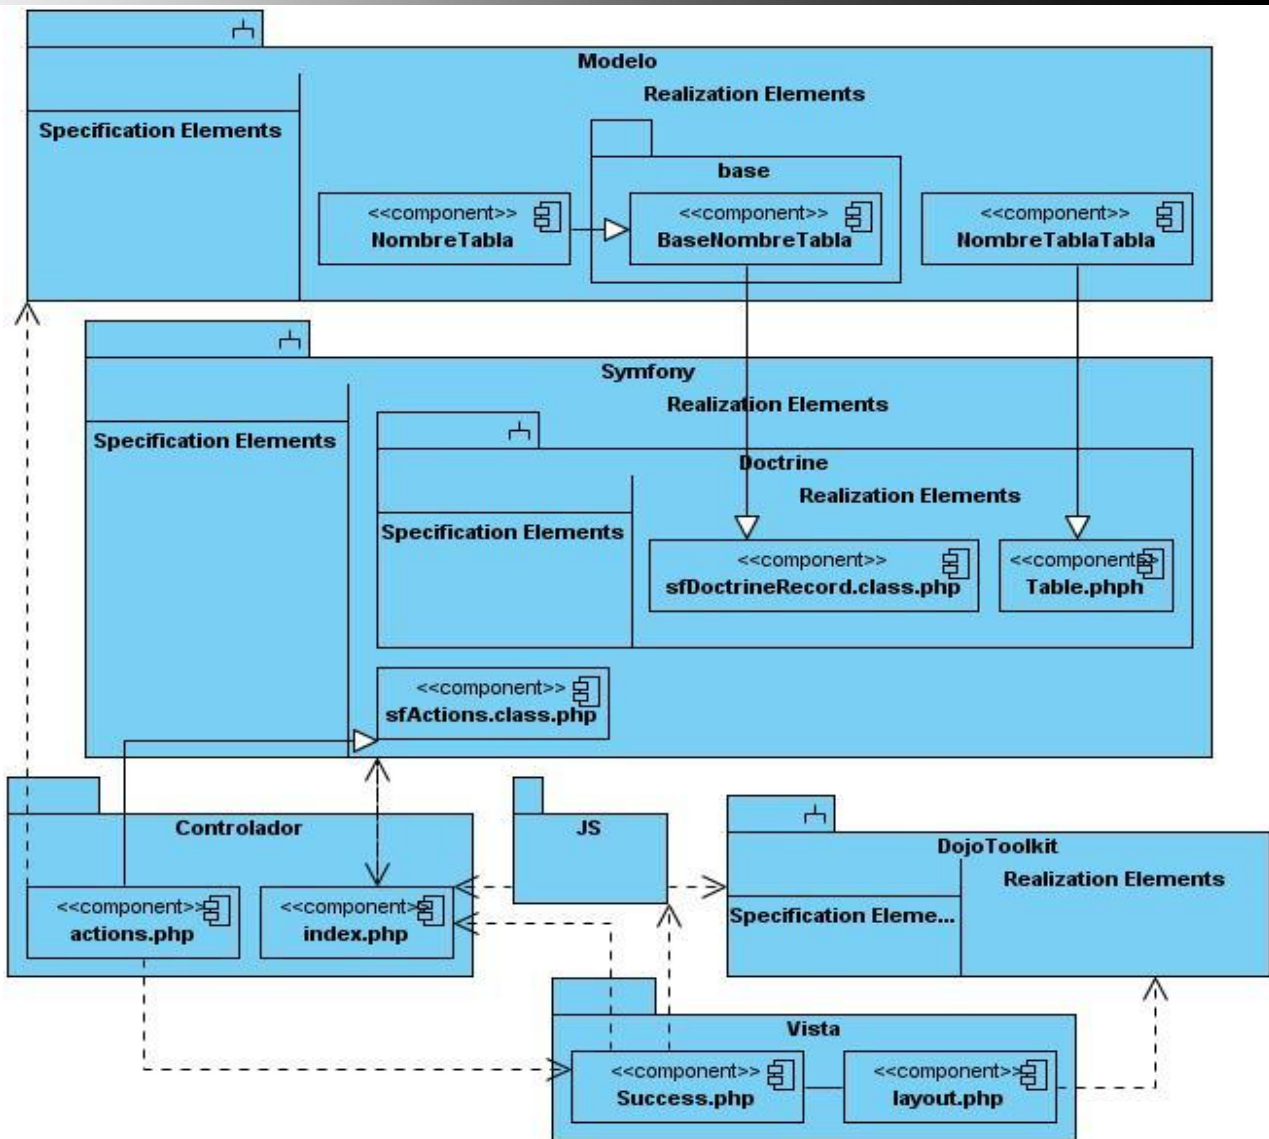 Modelo
Realization Elements
Specification Elements
base
<<component>>
NombreTabla
<<component>>
BaseNombreTabla
<<component>>
NombreTablaTabla
Symfony
Realization Elements
Specification Elements
Doctrine
Realization Elements
Specification Elements
<<component>>
sfDoctrineRecord.class.php
<<component>>
Table.phph
<<component>>
sfActions.class.php
Controlador
<<component>>
actions.php
<<component>>
index.php
JS
DojoToolkit
Realization Elements
Specification Eleme...
Vista
<<component>>
Success.php
<<component>>
layout.php